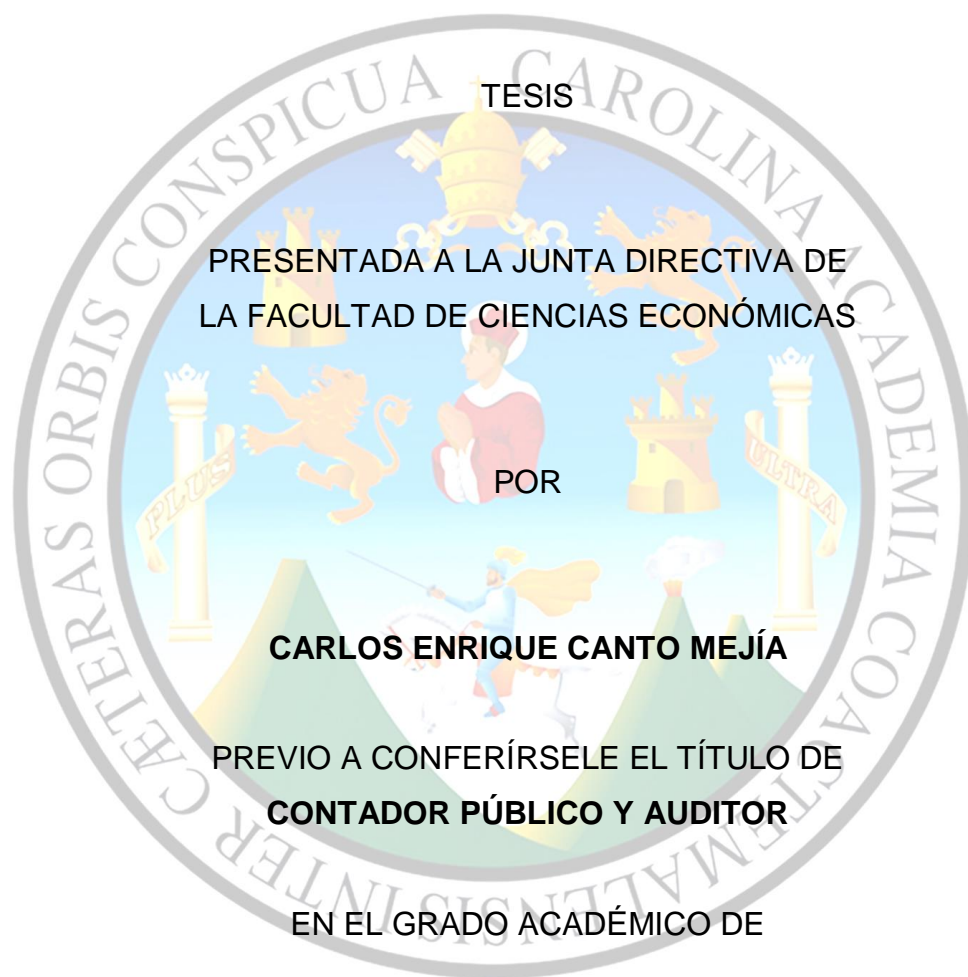 TESIS
PRESENTADA A LA JUNTA DIRECTIVA DE
LA FACULTAD DE CIENCIAS ECONÓMICAS
POR
CARLOS ENRIQUE CANTO MEJÍA
PREVIO A CONFERÍRSELE EL TÍTULO DE
CONTADOR PÚBLICO Y AUDITOR
EN EL GRADO ACADÉMICO DE
CAETERAS ORBIS CONSPICUA CAROLINA ACADEMIA COACTEMALENSIS INTER
PLUS
ULTRA